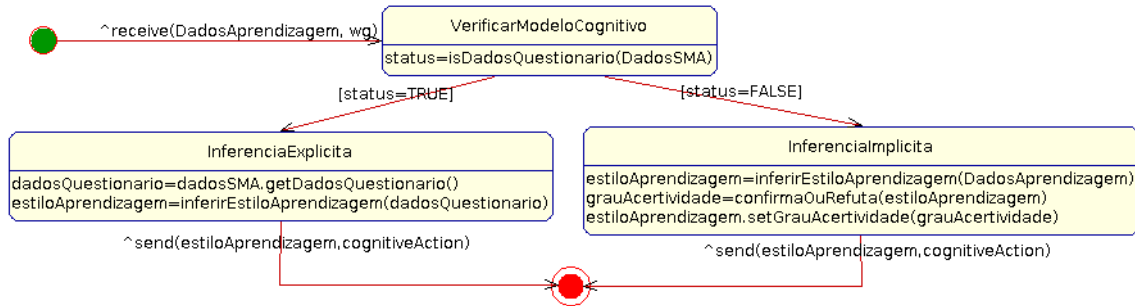 ^receive(DadosAprendizagem, wg)
VerificarModeloCognitivo
status=isDadosQuestionario(DadosSMA)
[status=TRUE]
[status=FALSE]
InferenciaExplicita
dadosQuestionario=dadosSMA.getDadosQuestionario()
estiloAprendizagem=inferirEstiloAprendizagem(dadosQuestionario)
InferenciaImplicita
estiloAprendizagem=inferirEstiloAprendizagem(DadosAprendizagem)
grauAcertividade=confirmaOuRefuta(estiloAprendizagem)
estiloAprendizagem.setGrauAcertividade(grauAcertividade)
^send(estiloAprendizagem,cognitiveAction)
^send(estiloAprendizagem,cognitiveAction)